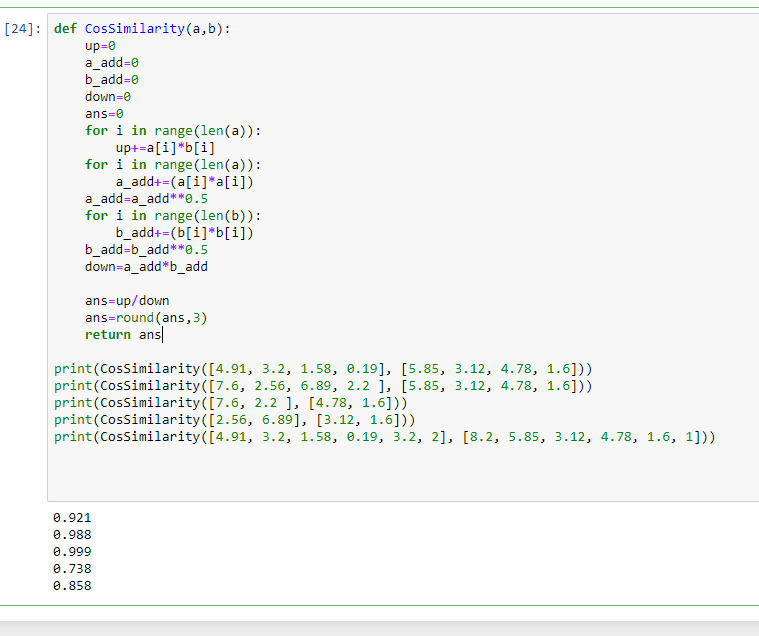 [24]: def CosSimilarity(a,b):
    up=0
    a_add=0
    b_add=0
    down=0
    ans=0
    for i in range(len(a)):
        up+=a[i]*b[i]
    for i in range(len(a)):
        a_add+=(a[i]*a[i])
    a_add=a_add**0.5
    for i in range(len(b)):
        b_add+=(b[i]*b[i])
    b_add=b_add**0.5
    down=a_add*b_add
    ans=up/down
    ans=round(ans,3)
    return ans
print(CosSimilarity([4.91, 3.2, 1.58, 0.19], [5.85, 3.12, 4.78, 1.6]))
print(CosSimilarity([7.6, 2.56, 6.89, 2.2 ], [5.85, 3.12, 4.78, 1.6]))
print(CosSimilarity([7.6, 2.2 ], [4.78, 1.6]))
print(CosSimilarity([2.56, 6.89], [3.12, 1.6]))
print(CosSimilarity([4.91, 3.2, 1.58, 0.19, 3.2, 2], [8.2, 5.85, 3.12, 4.78, 1.6, 1]))
0.921
0.988
0.999
0.738
0.858